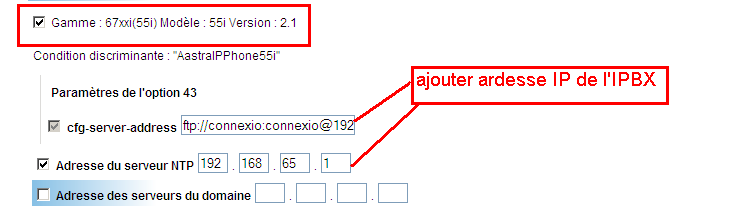 Gamme : 67xxi(55i) Modèle : 55i Version : 2.1
Condition discriminante : "AastraIPPhone55i"
ajouter ardesse IP de l'IPBX
Paramètres de l'option 43
cfg-server-address ftp://connexio:connexio@192
Adresse du serveur NTP 192 . 168 . 65 . 1
Adresse des serveurs du domaine . . .